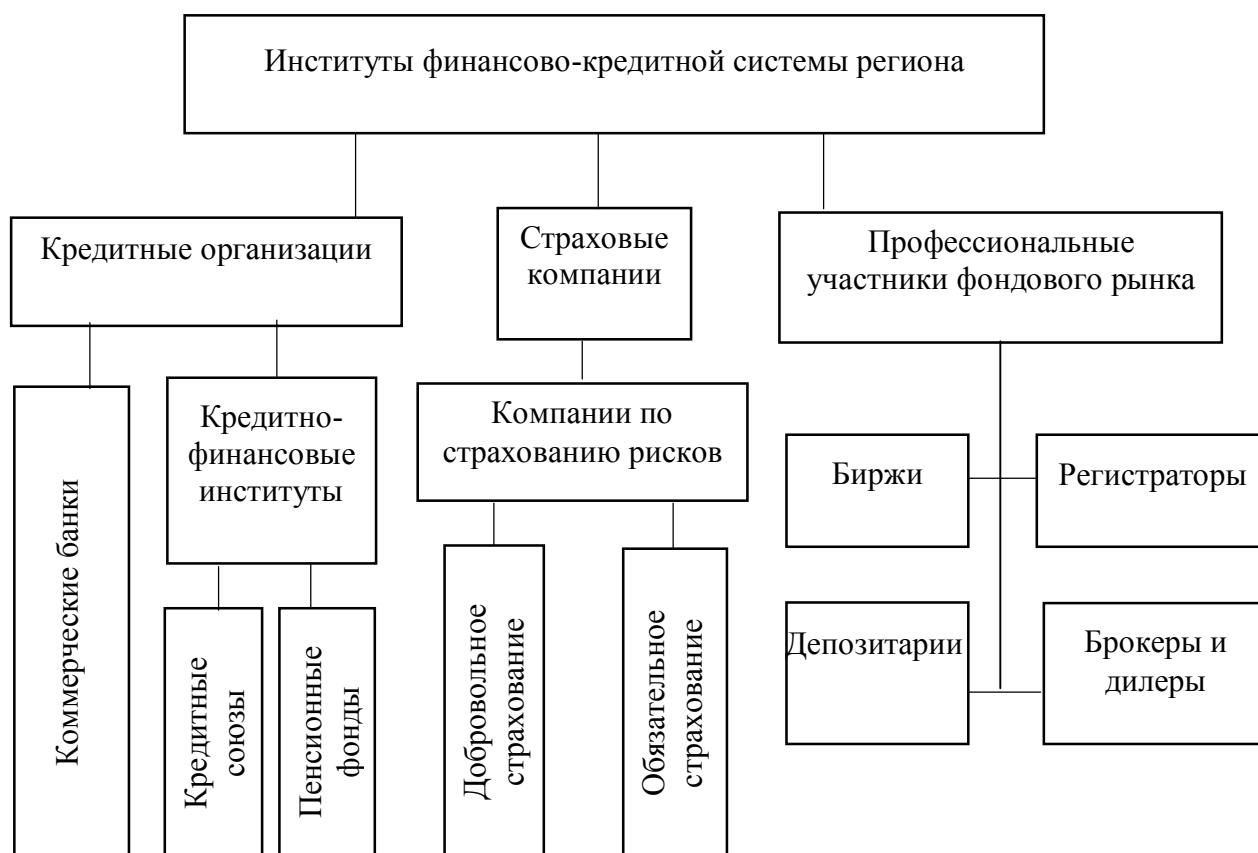 Институты финансово-кредитной системы региона
Кредитные организации
Страховые
компании
Профессиональные
участники фондового рынка
Коммерческие банки
Кредитно-
финансовые
институты
Кредитные
союзы
Пенсионные
фонды
Компании по
страхованию рисков
Добровольное
страхование
Обязательное
страхование
Биржи
Регистраторы
Депозитарии
Брокеры и
дилеры